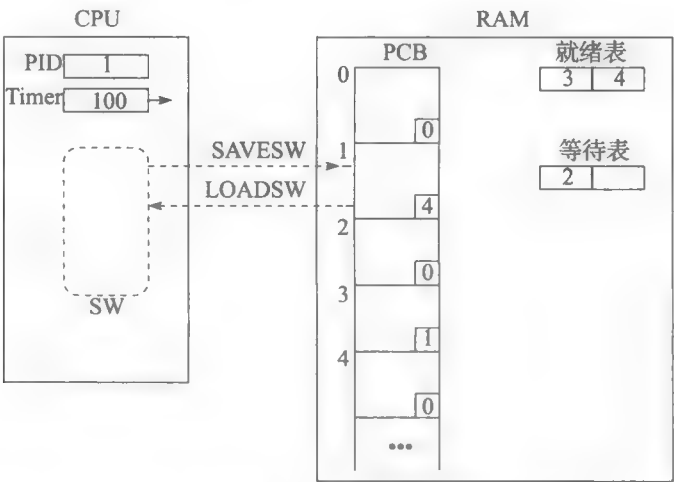 CPU
PID 1
Timer 100
SW
SAVESW
LOADSW
RAM
PCB
0
0
1
4
2
0
3
1
4
0
•••
就绪表
3 4
等待表
2